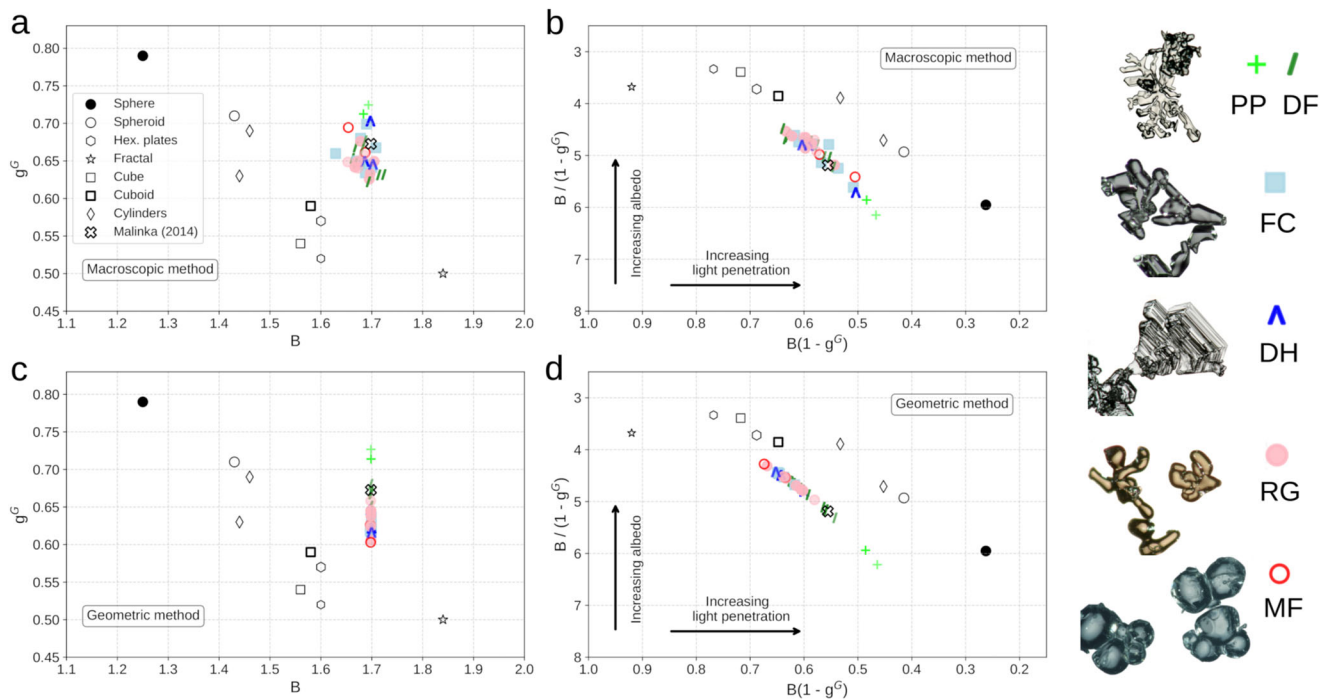 a
0.80
0.75
0.70
0.65
0.60
0.55
0.50
0.45
g^G
Sphere
Spheroid
Hex. plates
Fractal
Cube
Cuboid
Cylinders
Malinka (2014)
Macroscopic method
1.1 1.2 1.3 1.4 1.5 1.6 1.7 1.8 1.9 2.0
B
b
3
4
5
6
7
8
B / (1 - g^G)
Macroscopic method
Increasing albedo
Increasing
light penetration
1.0 0.9 0.8 0.7 0.6 0.5 0.4 0.3 0.2
B(1 - g^G)
c
0.80
0.75
0.70
0.65
0.60
0.55
0.50
0.45
g^G
Geometric method
1.1 1.2 1.3 1.4 1.5 1.6 1.7 1.8 1.9 2.0
B
d
3
4
5
6
7
8
B / (1 - g^G)
Geometric method
Increasing albedo
Increasing
light penetration
1.0 0.9 0.8 0.7 0.6 0.5 0.4 0.3 0.2
B(1 - g^G)
PP DF
FC
DH
RG
MF